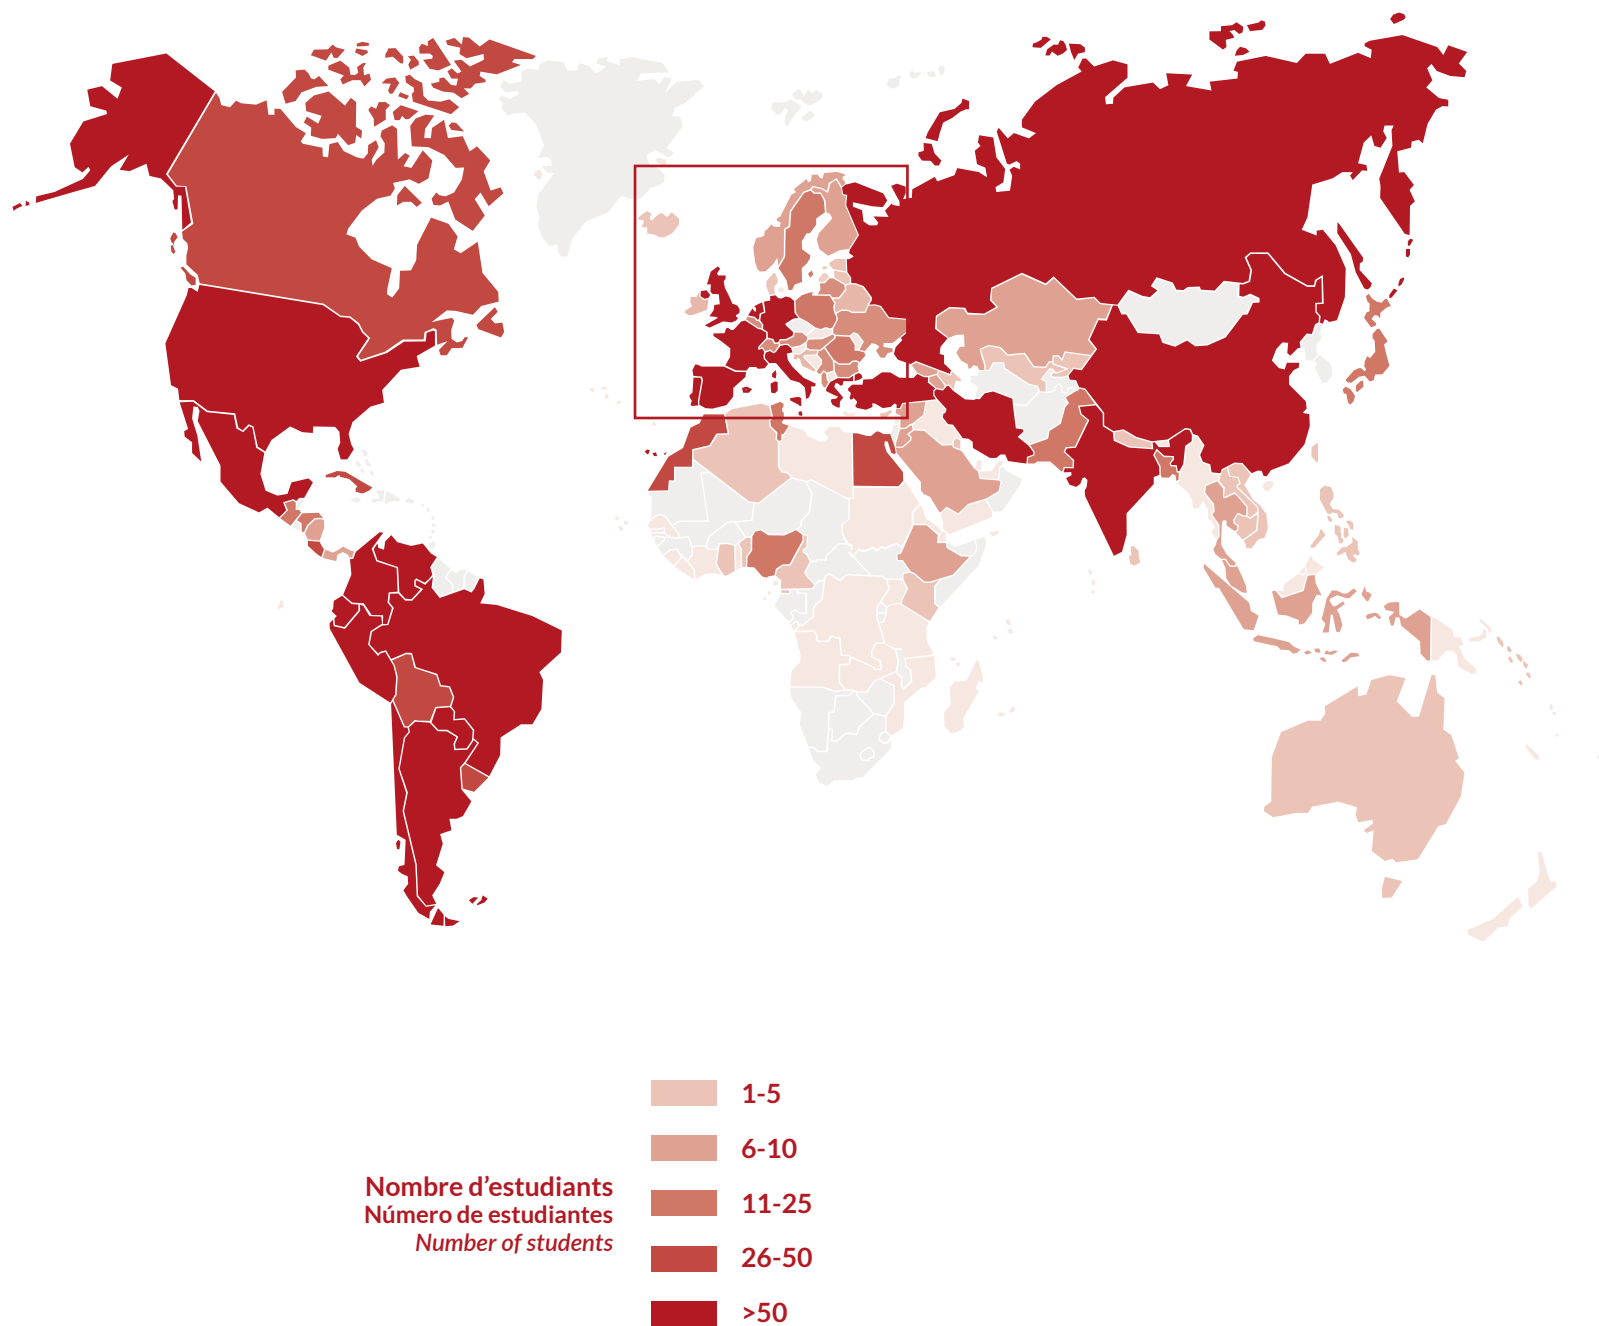 1-5
6-10
11-25
Nombre d’estudiants
Número de estudiantes
Number of students
26-50
>50